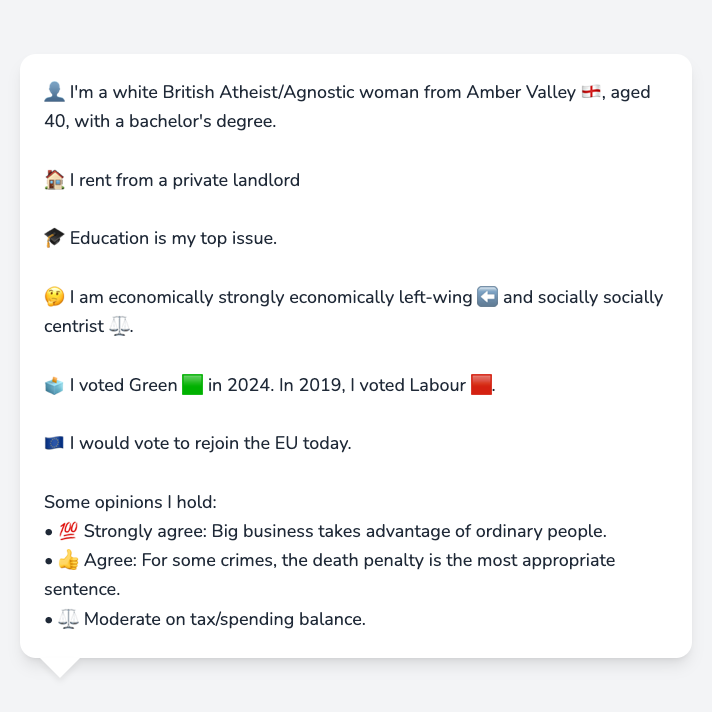 👤 I'm a white British Atheist/Agnostic woman from Amber Valley 🏴󠁧󠁢󠁥󠁮󠁧󠁿, aged
40, with a bachelor's degree.
🏠 I rent from a private landlord
🎓 Education is my top issue.
🤔 I am economically strongly economically left-wing ⬅️ and socially socially
centrist ⚖️.
🗳️ I voted Green 🟩 in 2024. In 2019, I voted Labour 🟥.
🇪🇺 I would vote to rejoin the EU today.
Some opinions I hold:
• 💯 Strongly agree: Big business takes advantage of ordinary people.
• 👍 Agree: For some crimes, the death penalty is the most appropriate
sentence.
• ⚖️ Moderate on tax/spending balance.